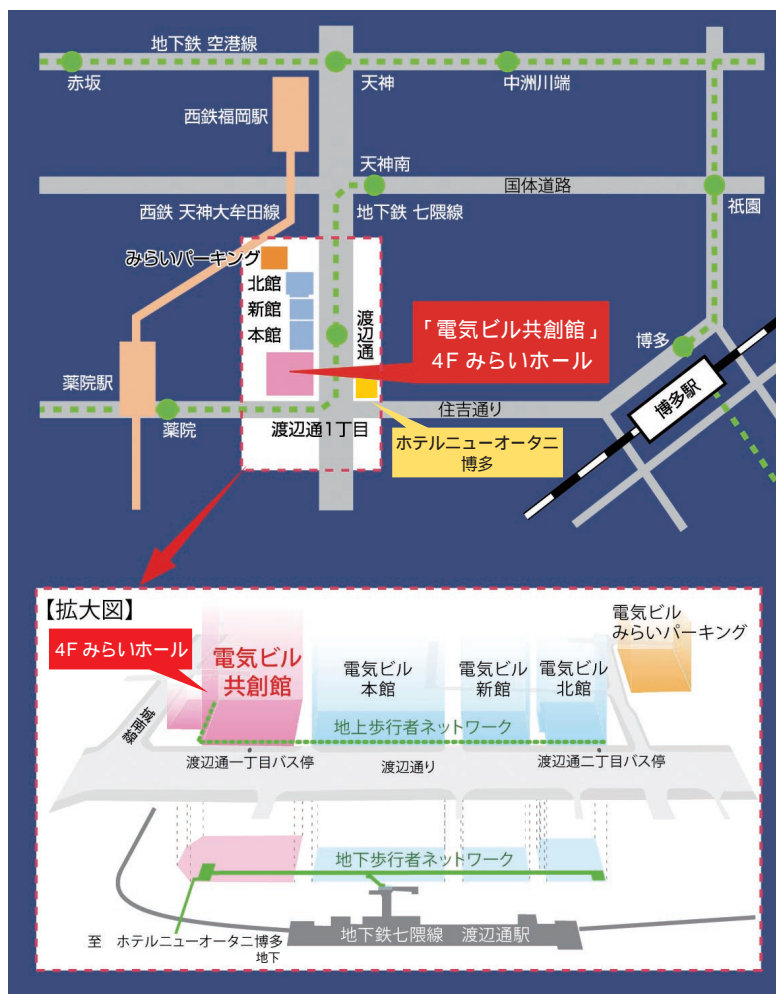 地下鉄 空港線
赤坂
天神
中洲川端
西鉄福岡駅
天神南
国体道路
西鉄 天神大牟田線
地下鉄 七隈線
祇園
みらいパーキング
北館
新館
本館
渡辺通
「電気ビル共創館」
4F みらいホール
博多
博多駅
薬院駅
薬院
渡辺通1丁目
住吉通り
ホテルニューオータニ
博多
【拡大図】
4F みらいホール
電気ビル
共創館
電気ビル
本館
電気ビル
新館
電気ビル
北館
電気ビル
みらいパーキング
城南線
地上歩行者ネットワーク
渡辺通一丁目バス停
渡辺通り
渡辺通二丁目バス停
地下歩行者ネットワーク
至 ホテルニューオータニ博多
地下
地下鉄七隈線 渡辺通駅